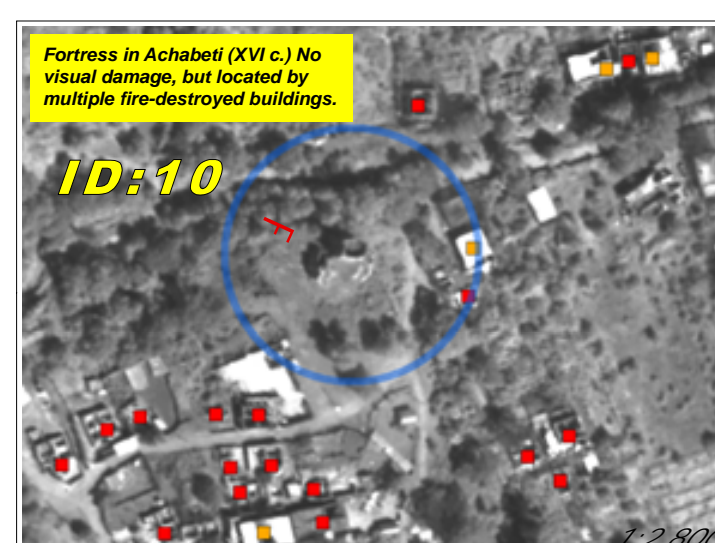 Fortress in Achabeti (XVI c.) No
visual damage, but located by
multiple fire-destroyed buildings.
ID:10